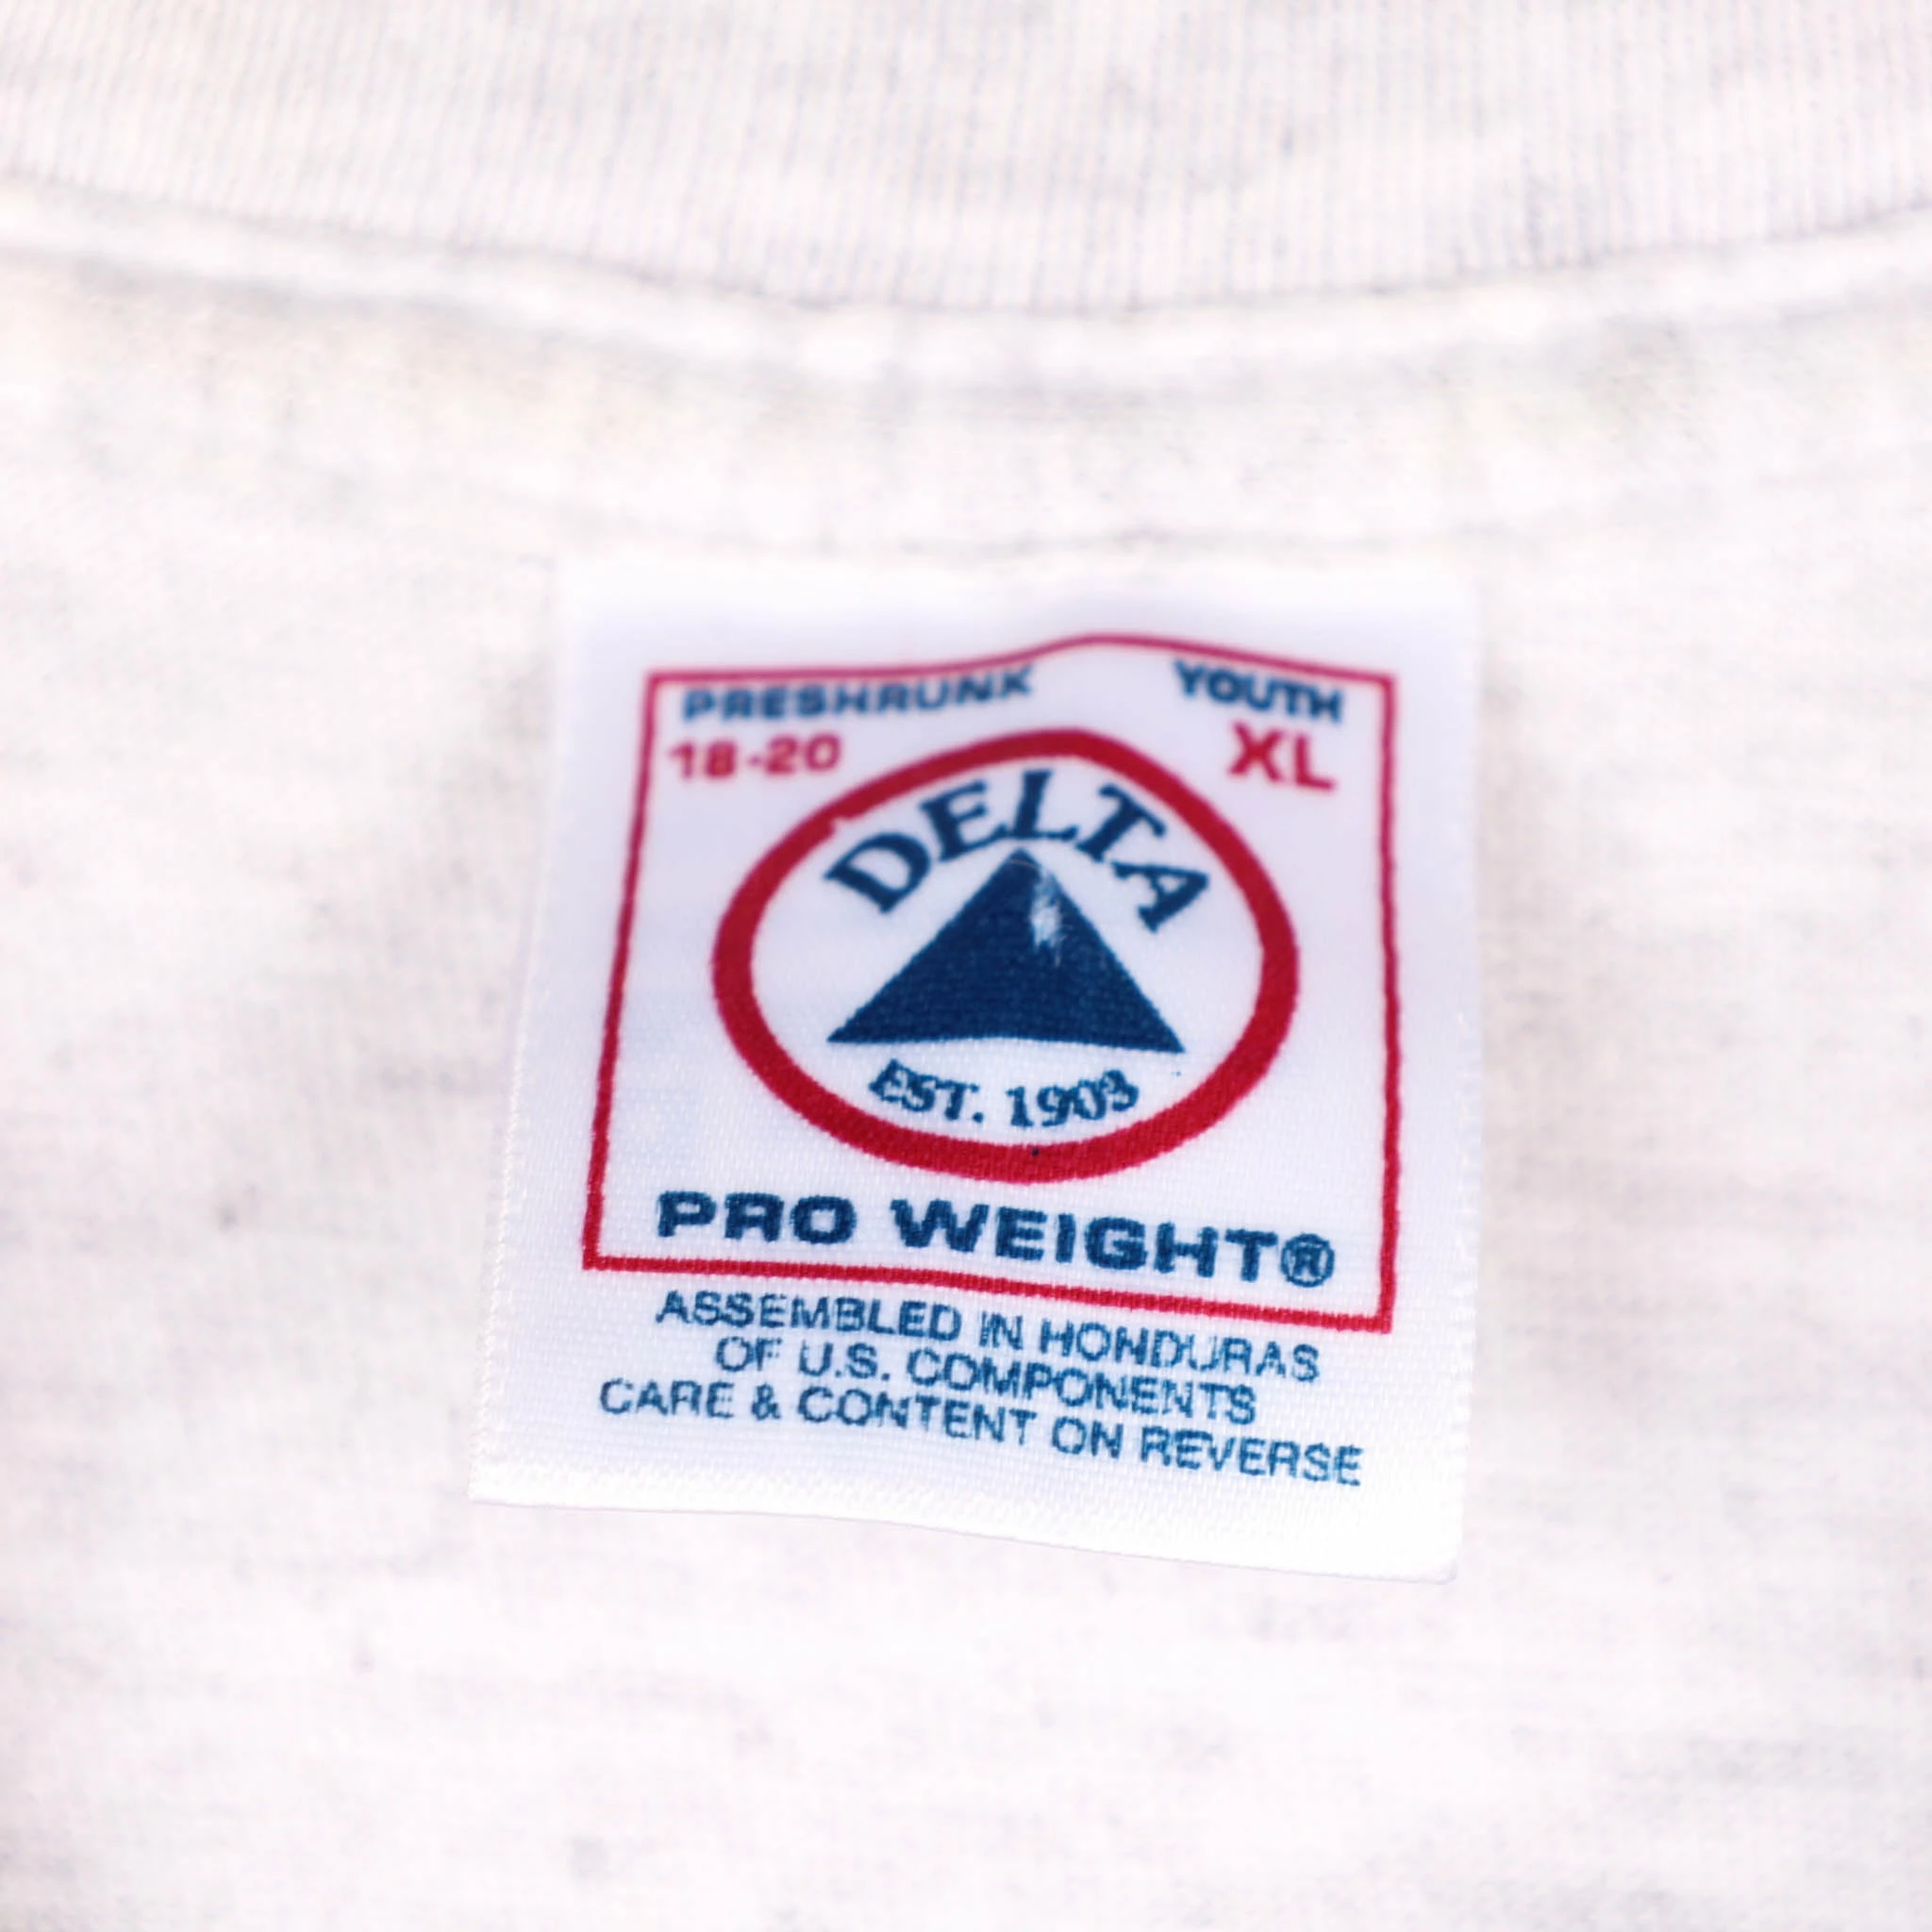 PRESHRUNK YOUTH
18-20 XL
DELTA
EST. 1903
PRO WEIGHT®
ASSEMBLED IN HONDURAS
OF U.S. COMPONENTS
CARE & CONTENT ON REVERSE